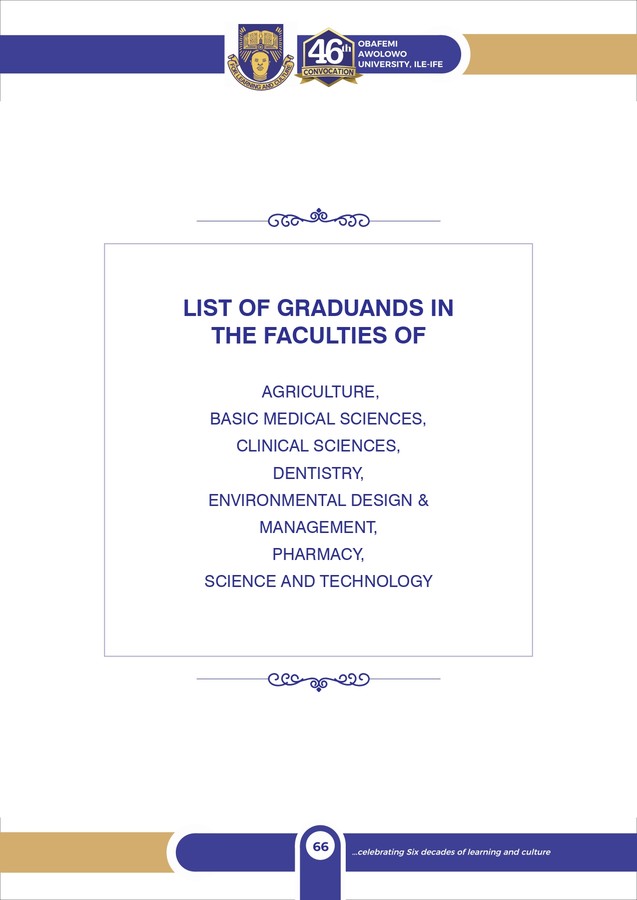 FOR LEARNING AND CULTURE
46th
CONVOCATION
OBAFEMI
AWOLOWO
UNIVERSITY, ILE-IFE
LIST OF GRADUANDS IN
THE FACULTIES OF
AGRICULTURE,
BASIC MEDICAL SCIENCES,
CLINICAL SCIENCES,
DENTISTRY,
ENVIRONMENTAL DESIGN &
MANAGEMENT,
PHARMACY,
SCIENCE AND TECHNOLOGY
66
...celebrating Six decades of learning and culture